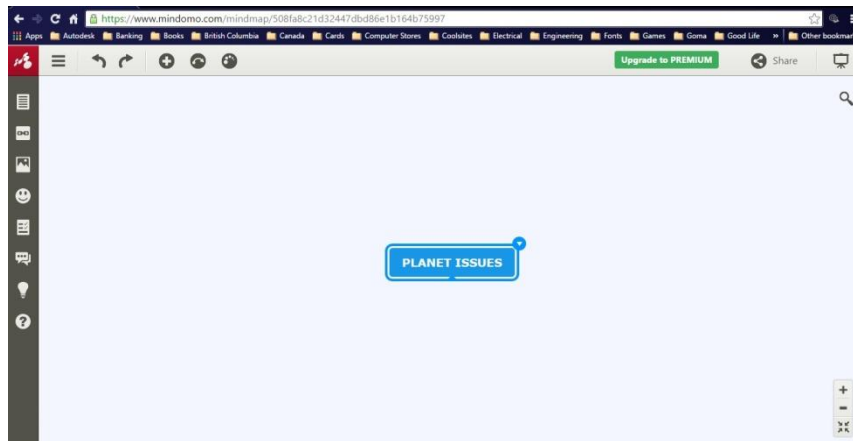 https://www.mindomo.com/mindmap/508fa8c21d32447dbd86e1b164b75997
Apps Autodesk Banking Books British Columbia Canada Cards Computer Stores Coolsites Electrical Engineering Fonts Games Goma Good Life » Other bookmar
Upgrade to PREMIUM Share
PLANET ISSUES